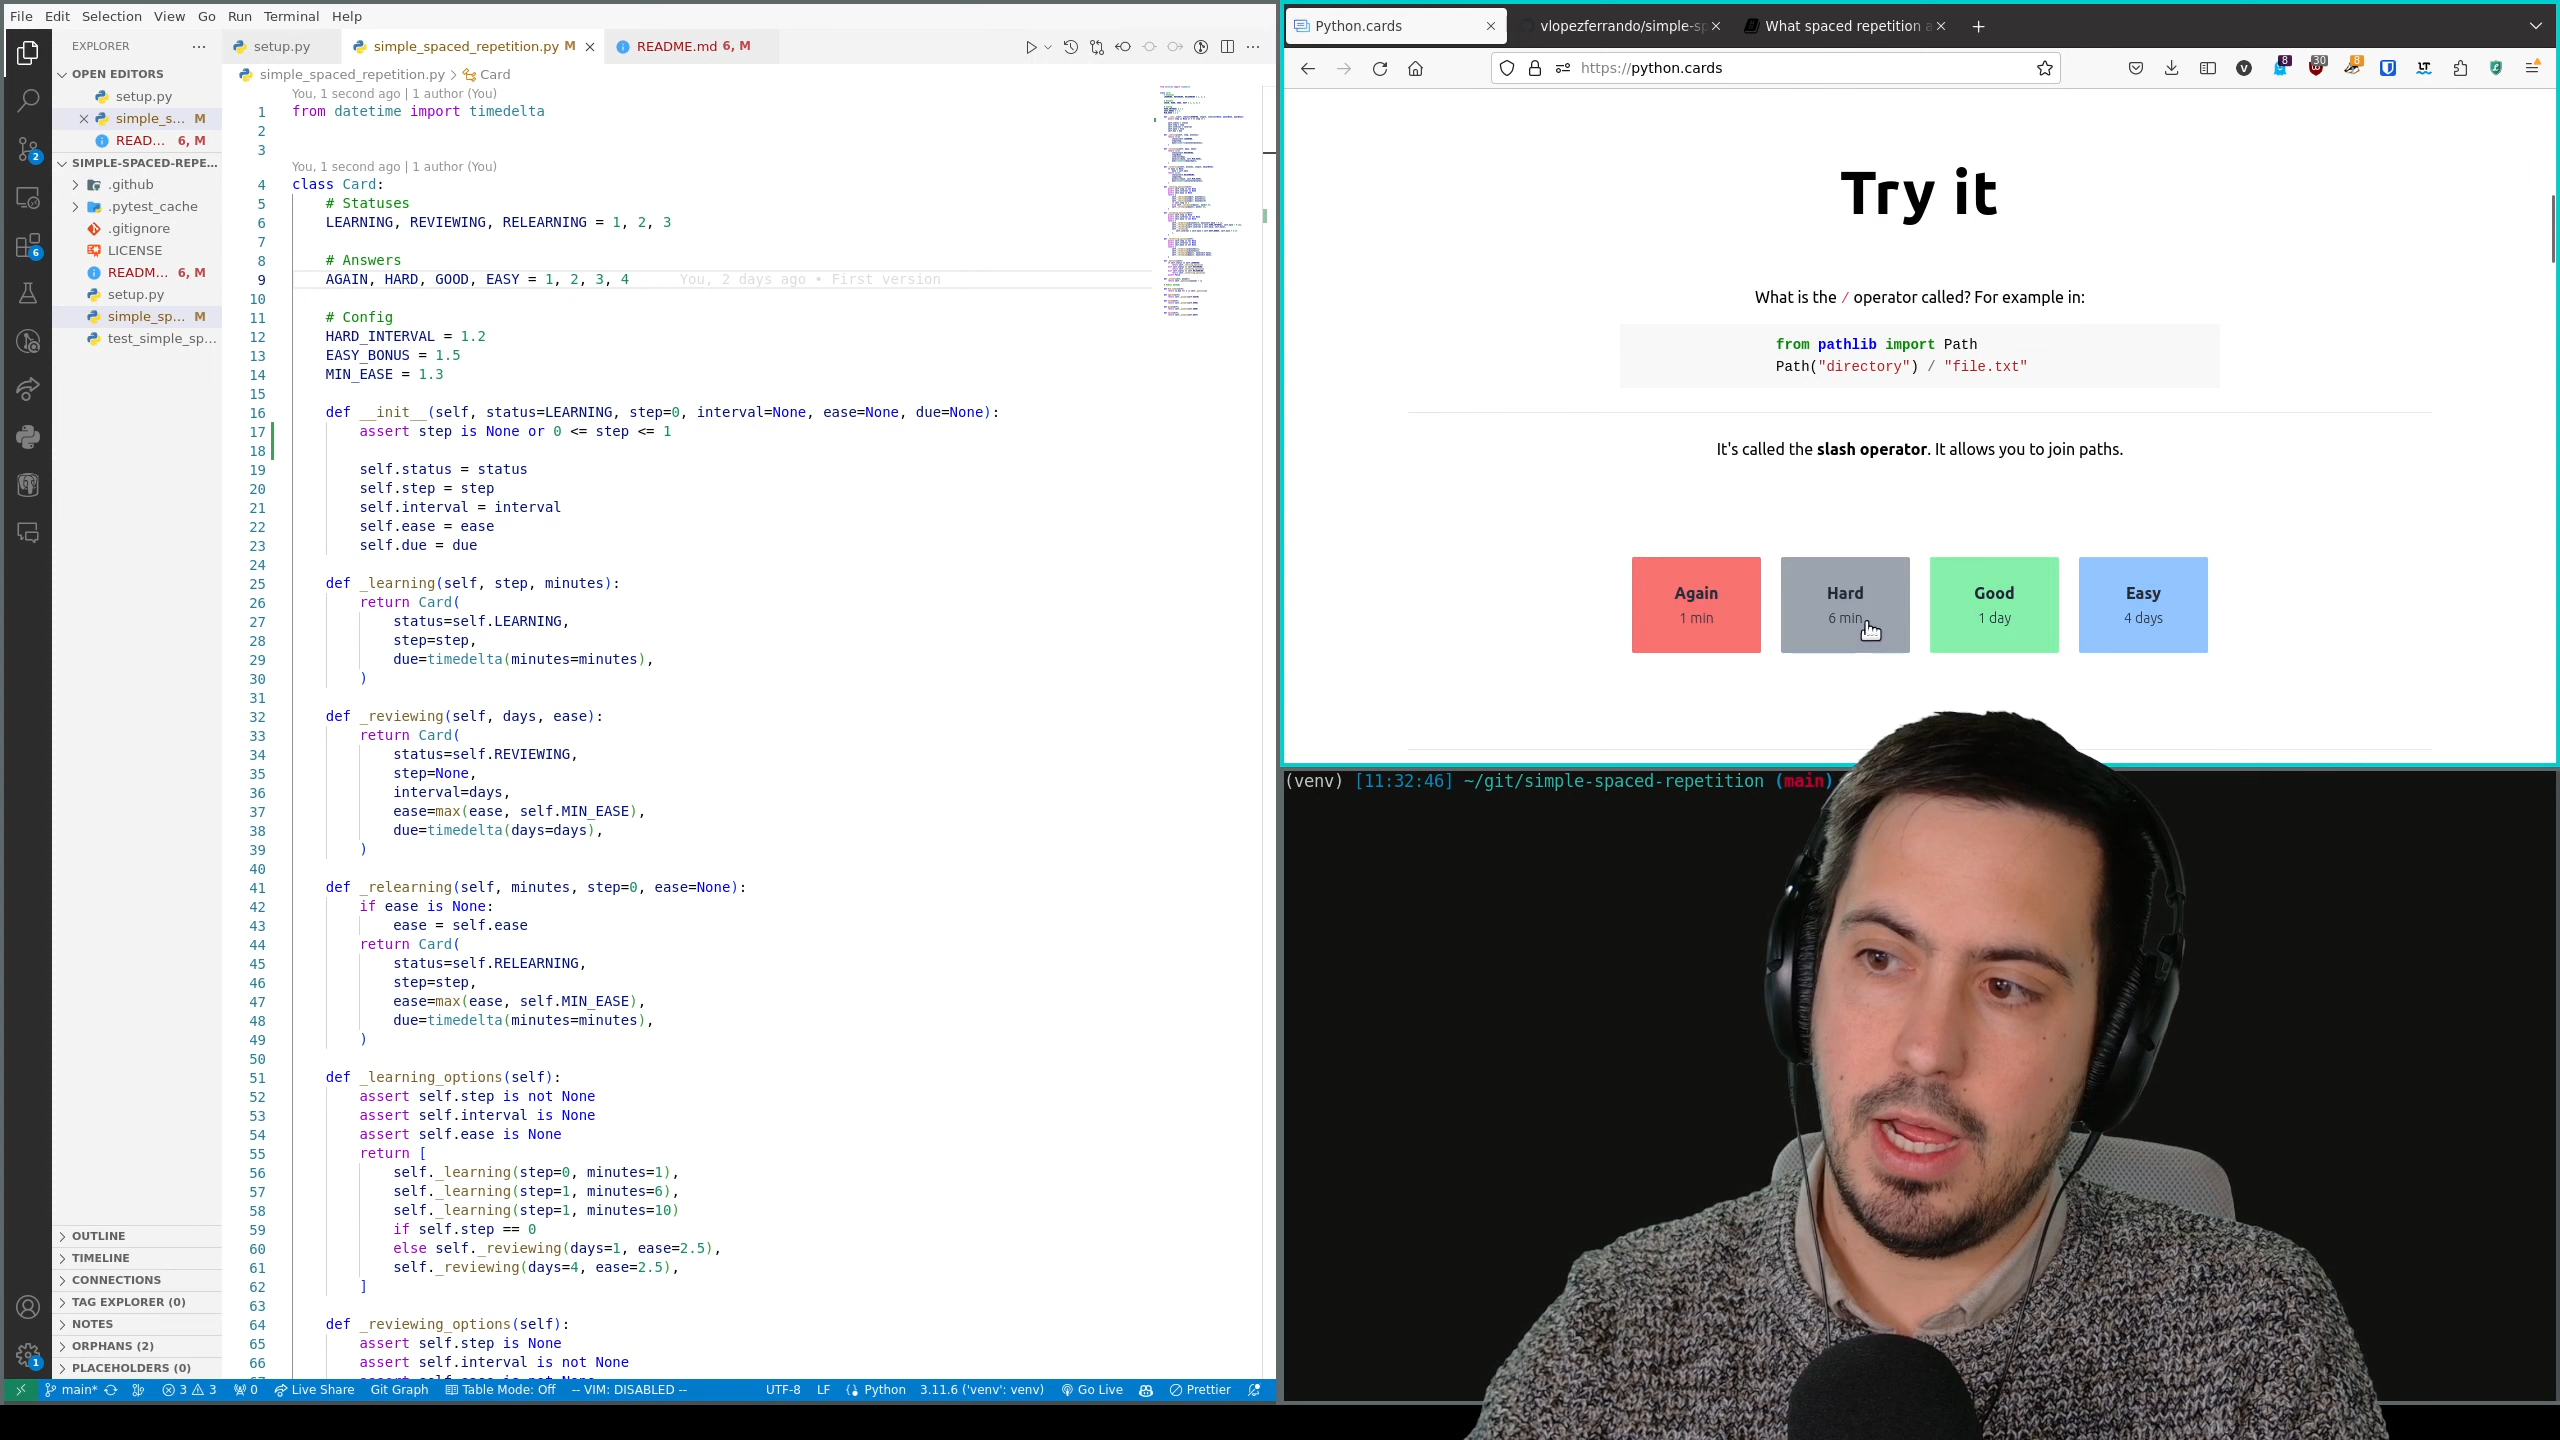 File Edit Selection View Go Run Terminal Help
EXPLORER
OPEN EDITORS
setup.py
simple_s... M
READ... 6, M
SIMPLE-SPACED-REPE...
.github
.pytest_cache
.gitignore
LICENSE
READM... 6, M
setup.py
simple_sp... M
test_simple_sp...
2
6
1
OUTLINE
TIMELINE
CONNECTIONS
TAG EXPLORER (0)
NOTES
ORPHANS (2)
PLACEHOLDERS (0)
setup.py simple_spaced_repetition.py M README.md 6, M
simple_spaced_repetition.py > Card
You, 1 second ago | 1 author (You)
1 from datetime import timedelta
2
3
You, 1 second ago | 1 author (You)
4 class Card:
5 # Statuses
6 LEARNING, REVIEWING, RELEARNING = 1, 2, 3
7
8 # Answers
9 AGAIN, HARD, GOOD, EASY = 1, 2, 3, 4 You, 2 days ago • First version
10
11 # Config
12 HARD_INTERVAL = 1.2
13 EASY_BONUS = 1.5
14 MIN_EASE = 1.3
15
16 def __init__(self, status=LEARNING, step=0, interval=None, ease=None, due=None):
17 assert step is None or 0 <= step <= 1
18
19 self.status = status
20 self.step = step
21 self.interval = interval
22 self.ease = ease
23 self.due = due
24
25 def _learning(self, step, minutes):
26 return Card(
27 status=self.LEARNING,
28 step=step,
29 due=timedelta(minutes=minutes),
30 )
31
32 def _reviewing(self, days, ease):
33 return Card(
34 status=self.REVIEWING,
35 step=None,
36 interval=days,
37 ease=max(ease, self.MIN_EASE),
38 due=timedelta(days=days),
39 )
40
41 def _relearning(self, minutes, step=0, ease=None):
42 if ease is None:
43 ease = self.ease
44 return Card(
45 status=self.RELEARNING,
46 step=step,
47 ease=max(ease, self.MIN_EASE),
48 due=timedelta(minutes=minutes),
49 )
50
51 def _learning_options(self):
52 assert self.step is not None
53 assert self.interval is None
54 assert self.ease is None
55 return [
56 self._learning(step=0, minutes=1),
57 self._learning(step=1, minutes=6),
58 self._learning(step=1, minutes=10)
59 if self.step == 0
60 else self._reviewing(days=1, ease=2.5),
61 self._reviewing(days=4, ease=2.5),
62 ]
63
64 def _reviewing_options(self):
65 assert self.step is None
66 assert self.interval is not None
main* 3 3 0 Live Share Git Graph Table Mode: Off -- VIM: DISABLED -- UTF-8 LF Python 3.11.6 ('venv': venv) Go Live Prettier
Python.cards vlopezferrando/simple-sp What spaced repetition
https://python.cards
8 30 8
Try it
What is the / operator called? For example in:
from pathlib import Path
Path("directory") / "file.txt"
It's called the slash operator. It allows you to join paths.
Again Hard Good Easy
1 min 6 min 1 day 4 days
(venv) [11:32:46] ~/git/simple-spaced-repetition (main)